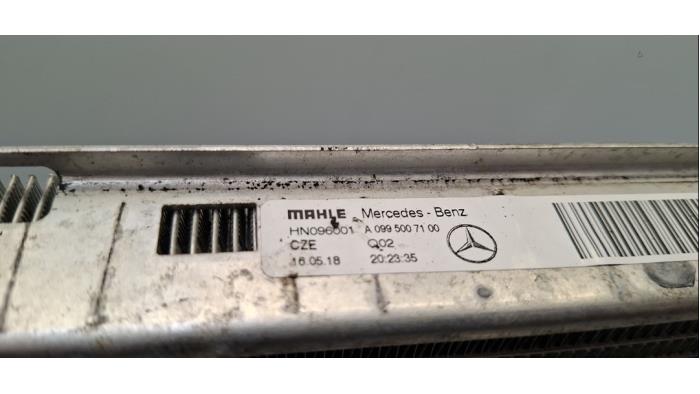 MAHLE Mercedes-Benz
HN096001 A 099 500 71 00
CZE Q02
16.05.18 20:23:35